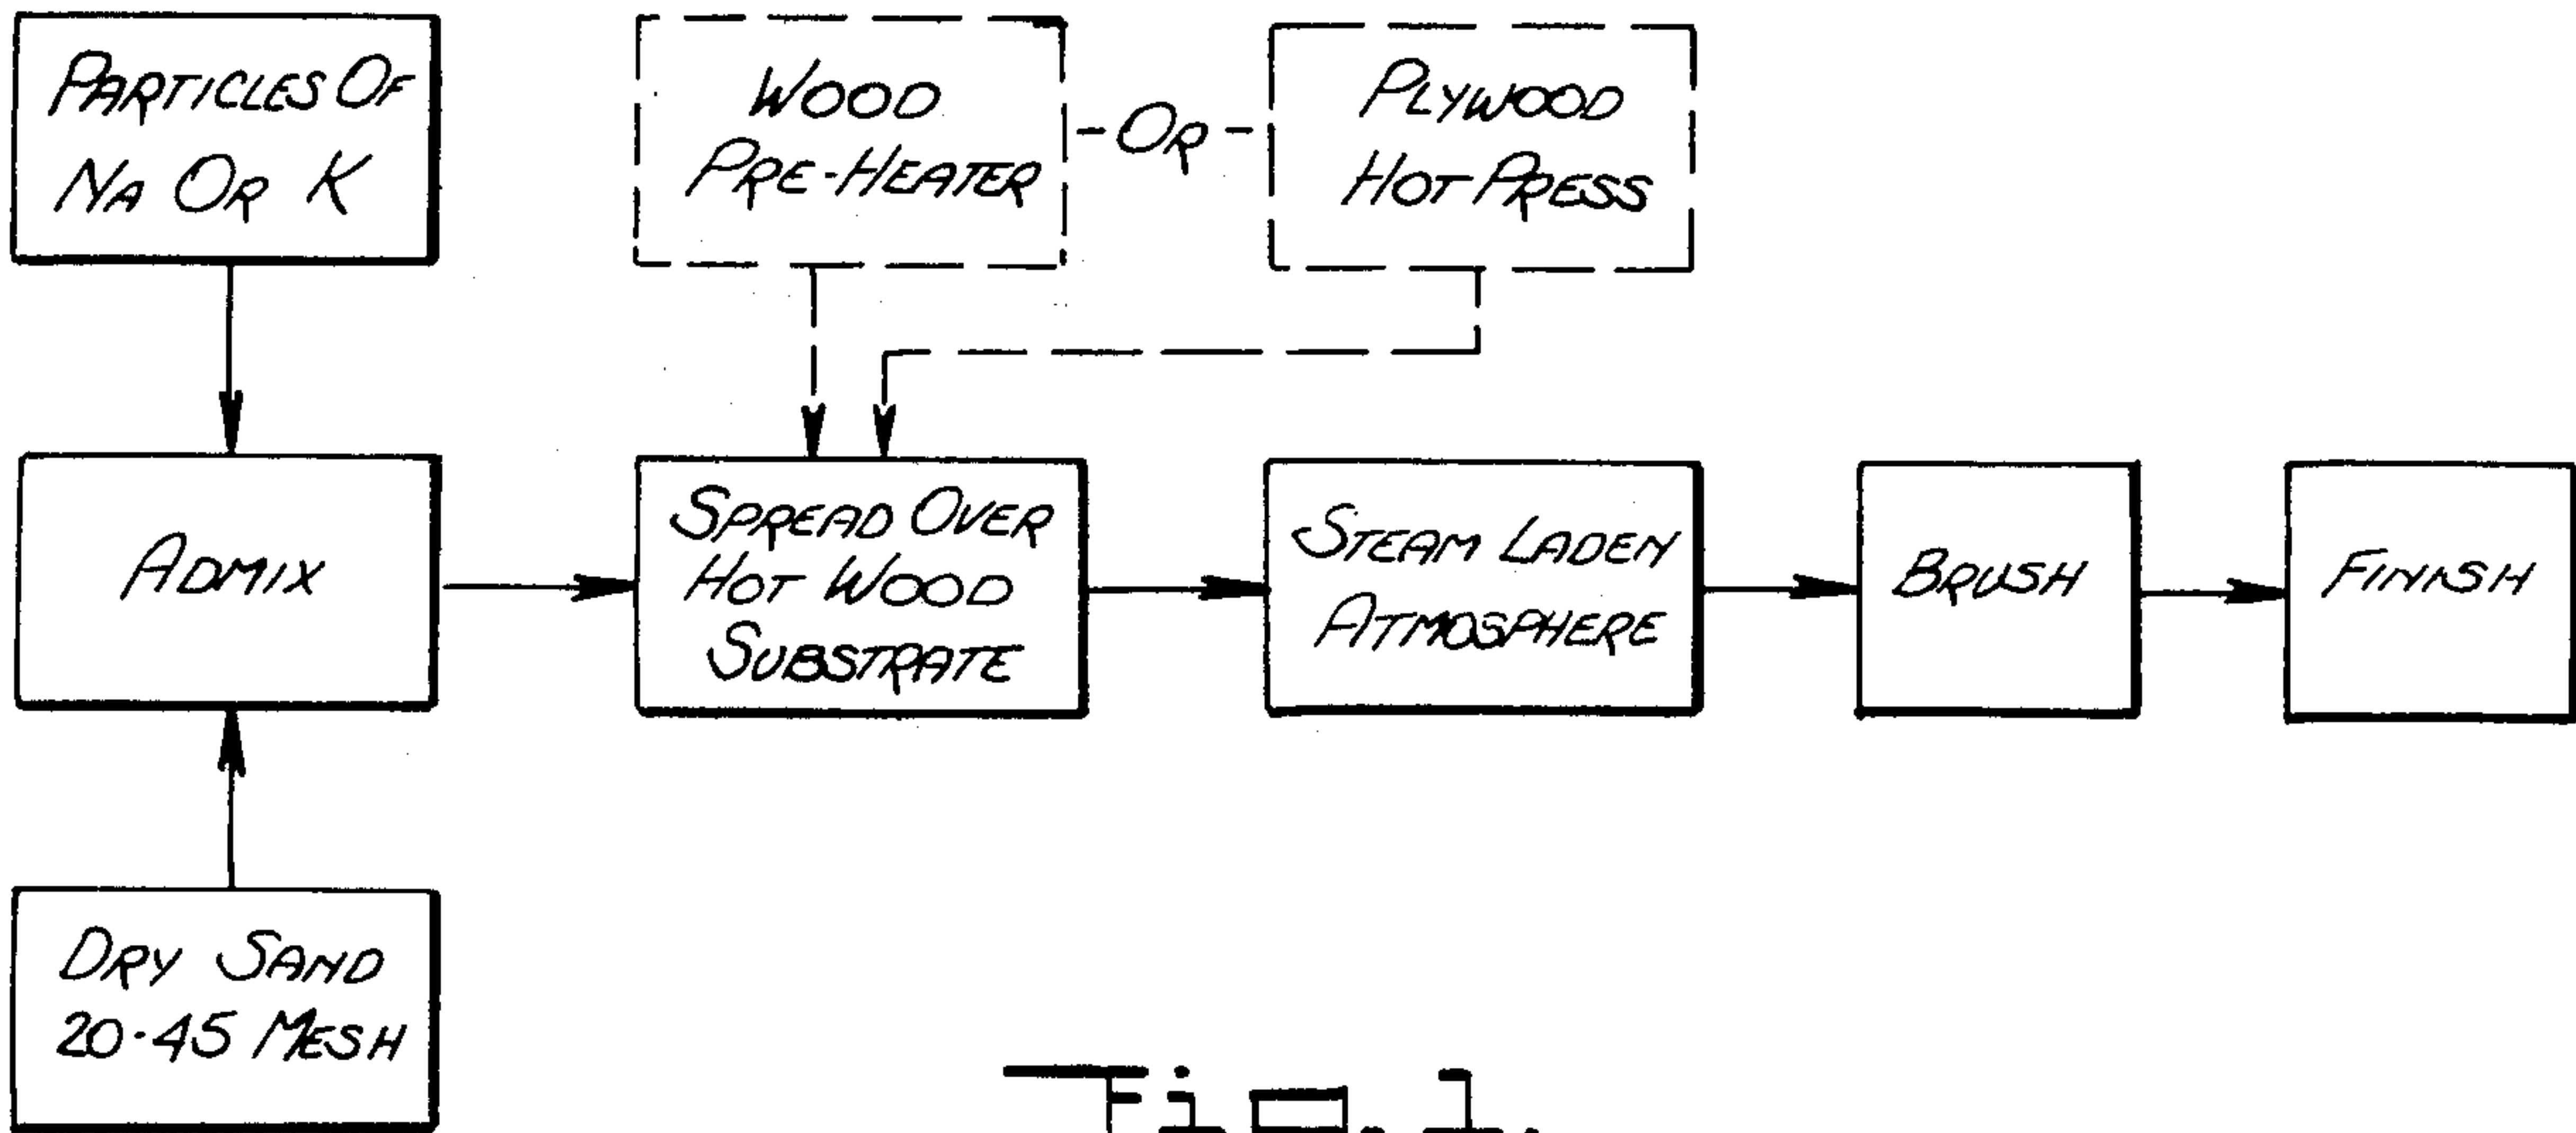 PARTICLES OF
NA OR K
WOOD
PRE-HEATER
- OR -
PLYWOOD
HOT PRESS
ADMIX
SPREAD OVER
HOT WOOD
SUBSTRATE
STEAM LADEN
ATMOSPHERE
BRUSH
FINISH
DRY SAND
20-45 MESH
Fig. 1.